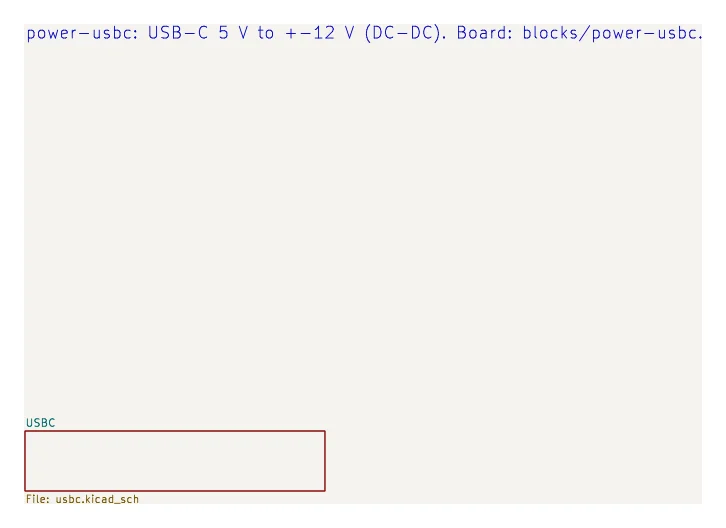 power-usbc: USB-C 5 V to +-12 V (DC-DC). Board: blocks/power-usbc.
USBC
File: usbc.kicad_sch